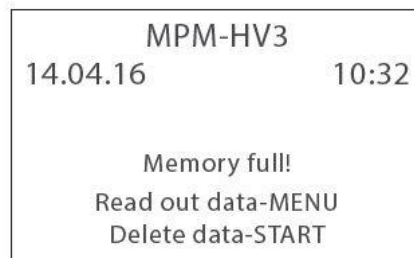 MPM-HV3
14.04.16 10:32
Memory full!
Read out data-MENU
Delete data-START